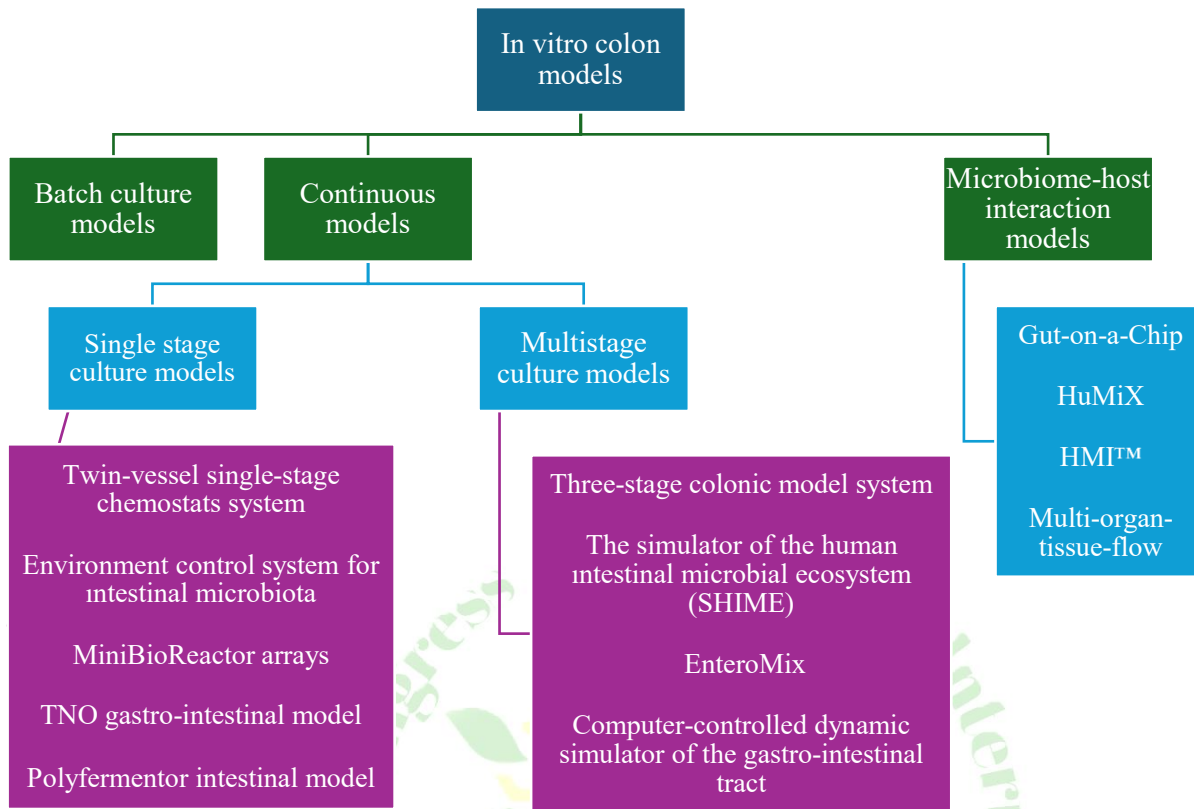 In vitro colon
models
Batch culture
models
Continuous
models
Microbiome-host
interaction
models
Single stage
culture models
Multistage
culture models
Gut-on-a-Chip
HuMiX
HMI™
Multi-organ-
tissue-flow
Twin-vessel single-stage
chemostats system
Environment control system for
intestinal microbiota
MiniBioReactor arrays
TNO gastro-intestinal model
Polyfermentor intestinal model
Three-stage colonic model system
The simulator of the human
intestinal microbial ecosystem
(SHIME)
EnteroMix
Computer-controlled dynamic
simulator of the gastro-intestinal
tract